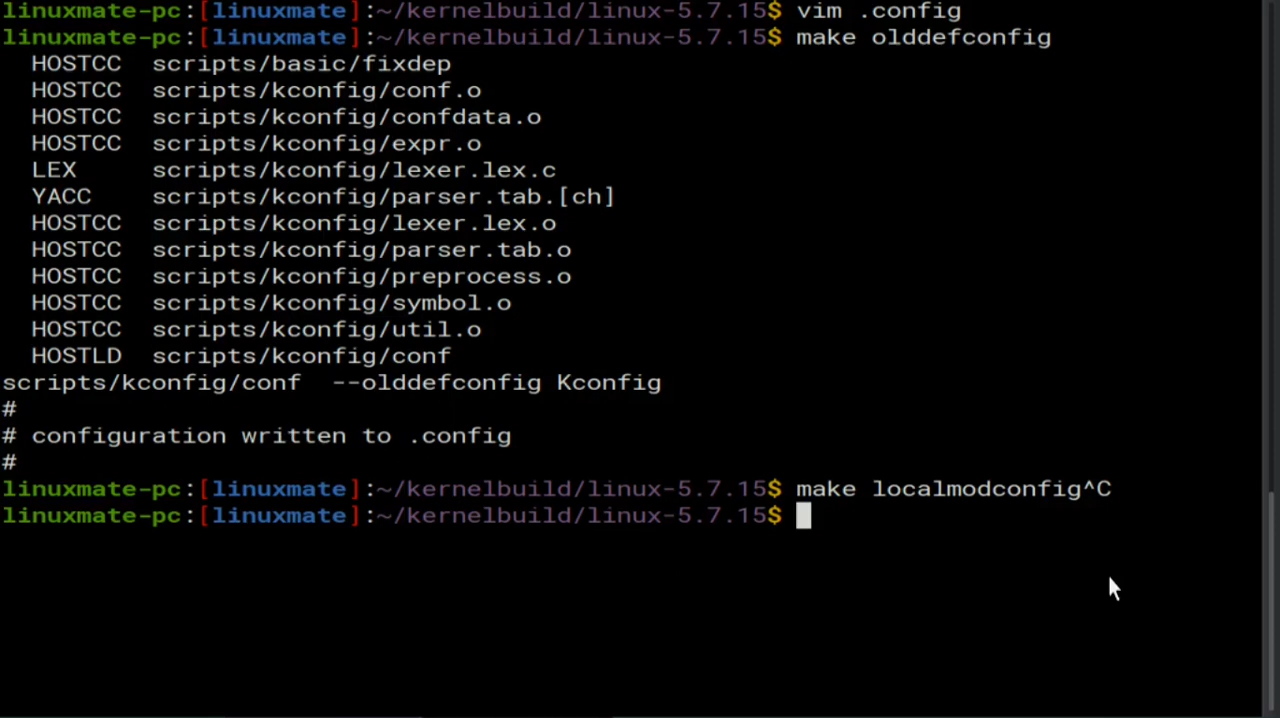 linuxmate-pc:[linuxmate]:~/kernelbuild/linux-5.7.15$ vim .config
linuxmate-pc:[linuxmate]:~/kernelbuild/linux-5.7.15$ make olddefconfig
  HOSTCC  scripts/basic/fixdep
  HOSTCC  scripts/kconfig/conf.o
  HOSTCC  scripts/kconfig/confdata.o
  HOSTCC  scripts/kconfig/expr.o
  LEX     scripts/kconfig/lexer.lex.c
  YACC    scripts/kconfig/parser.tab.[ch]
  HOSTCC  scripts/kconfig/lexer.lex.o
  HOSTCC  scripts/kconfig/parser.tab.o
  HOSTCC  scripts/kconfig/preprocess.o
  HOSTCC  scripts/kconfig/symbol.o
  HOSTCC  scripts/kconfig/util.o
  HOSTLD  scripts/kconfig/conf
scripts/kconfig/conf  --olddefconfig Kconfig
#
# configuration written to .config
#
linuxmate-pc:[linuxmate]:~/kernelbuild/linux-5.7.15$ make localmodconfig^C
linuxmate-pc:[linuxmate]:~/kernelbuild/linux-5.7.15$